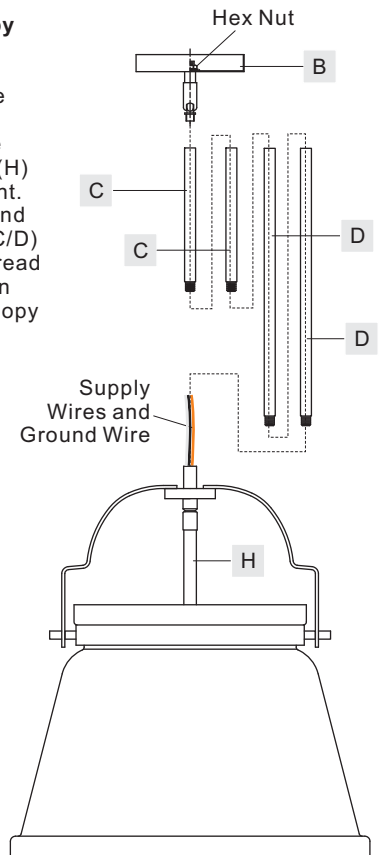 Hex Nut
B
(H)
nt.
nd
C
C/D)
read
C
D
n
opy
D
Supply
Wires and
Ground Wire
H